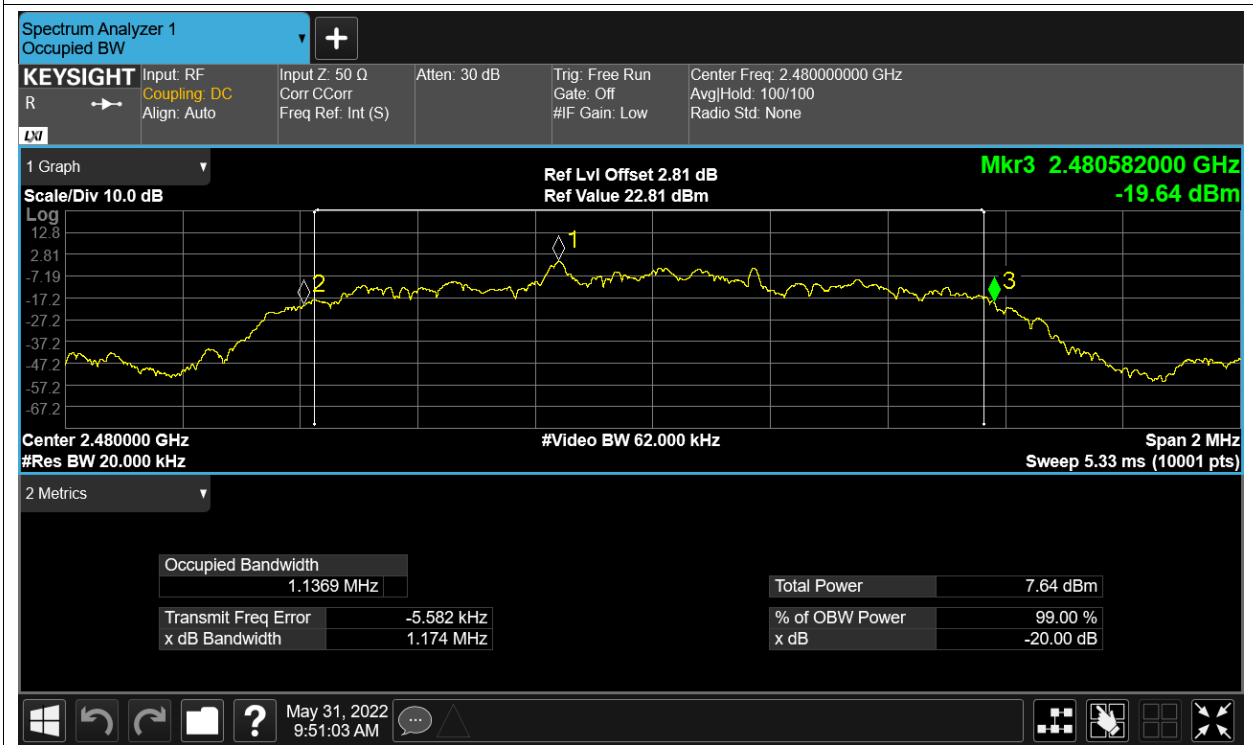 Spectrum Analyzer 1
Occupied BW
KEYSIGHT
R
LXI
Input: RF
Coupling: DC
Align: Auto
Input Z: 50 Ω
Corr CCorr
Freq Ref: Int (S)
Atten: 30 dB
Trig: Free Run
Gate: Off
#IF Gain: Low
Center Freq: 2.480000000 GHz
Avg|Hold: 100/100
Radio Std: None
1 Graph
Scale/Div 10.0 dB
Ref Lvl Offset 2.81 dB
Ref Value 22.81 dBm
Mkr3 2.480582000 GHz
-19.64 dBm
Log
12.8
2.81
-7.19
-17.2
-27.2
-37.2
-47.2
-57.2
-67.2
1
2
3
Center 2.480000 GHz
#Res BW 20.000 kHz
#Video BW 62.000 kHz
Span 2 MHz
Sweep 5.33 ms (10001 pts)
2 Metrics
Occupied Bandwidth
1.1369 MHz
Transmit Freq Error -5.582 kHz
x dB Bandwidth 1.174 MHz
Total Power 7.64 dBm
% of OBW Power 99.00 %
x dB -20.00 dB
?
May 31, 2022
9:51:03 AM